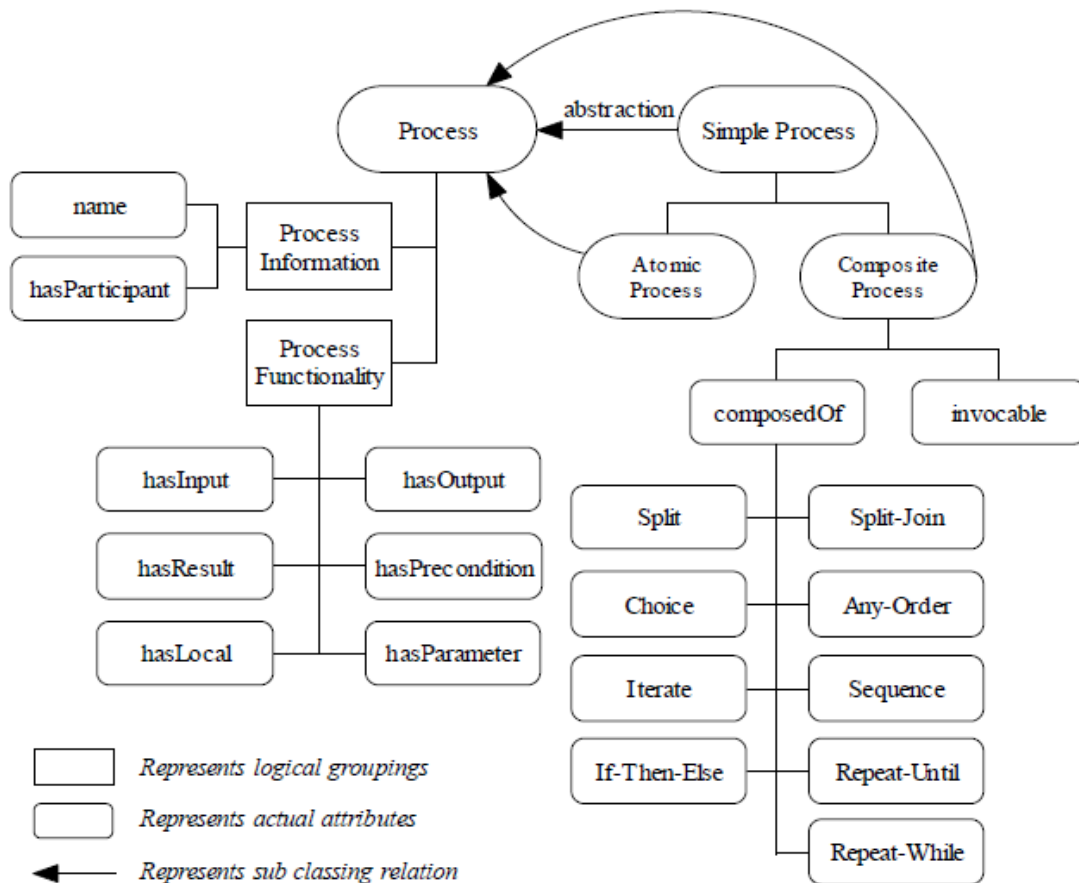 Process
abstraction
Simple Process
name
Process
Information
hasParticipant
Atomic
Process
Composite
Process
Process
Functionality
composedOf
invocable
hasInput
hasOutput
Split
Split-Join
hasResult
hasPrecondition
Choice
Any-Order
hasLocal
hasParameter
Iterate
Sequence
If-Then-Else
Repeat-Until
Repeat-While
Represents logical groupings
Represents actual attributes
Represents sub classing relation